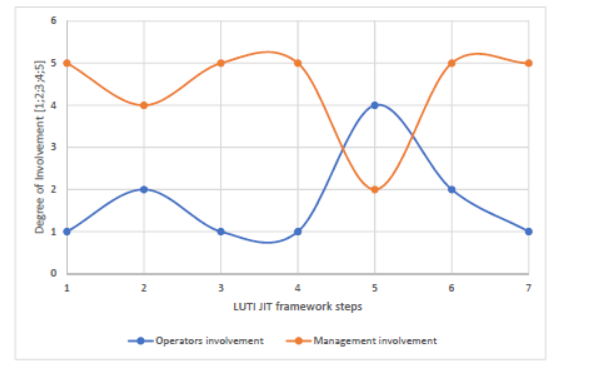 6
5
4
3
2
1
0
Degree of Involvement [1;2;3;4;5]
1 2 3 4 5 6 7
LUTI JIT framework steps
Operators involvement Management involvement